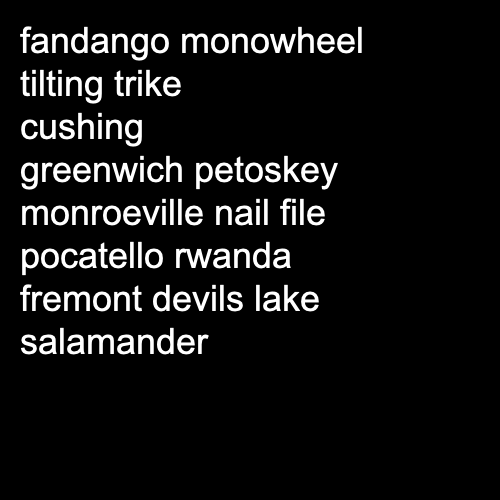 fandango monowheel
tilting trike
cushing
greenwich petoskey
monroeville nail file
pocatello rwanda
fremont devils lake
salamander